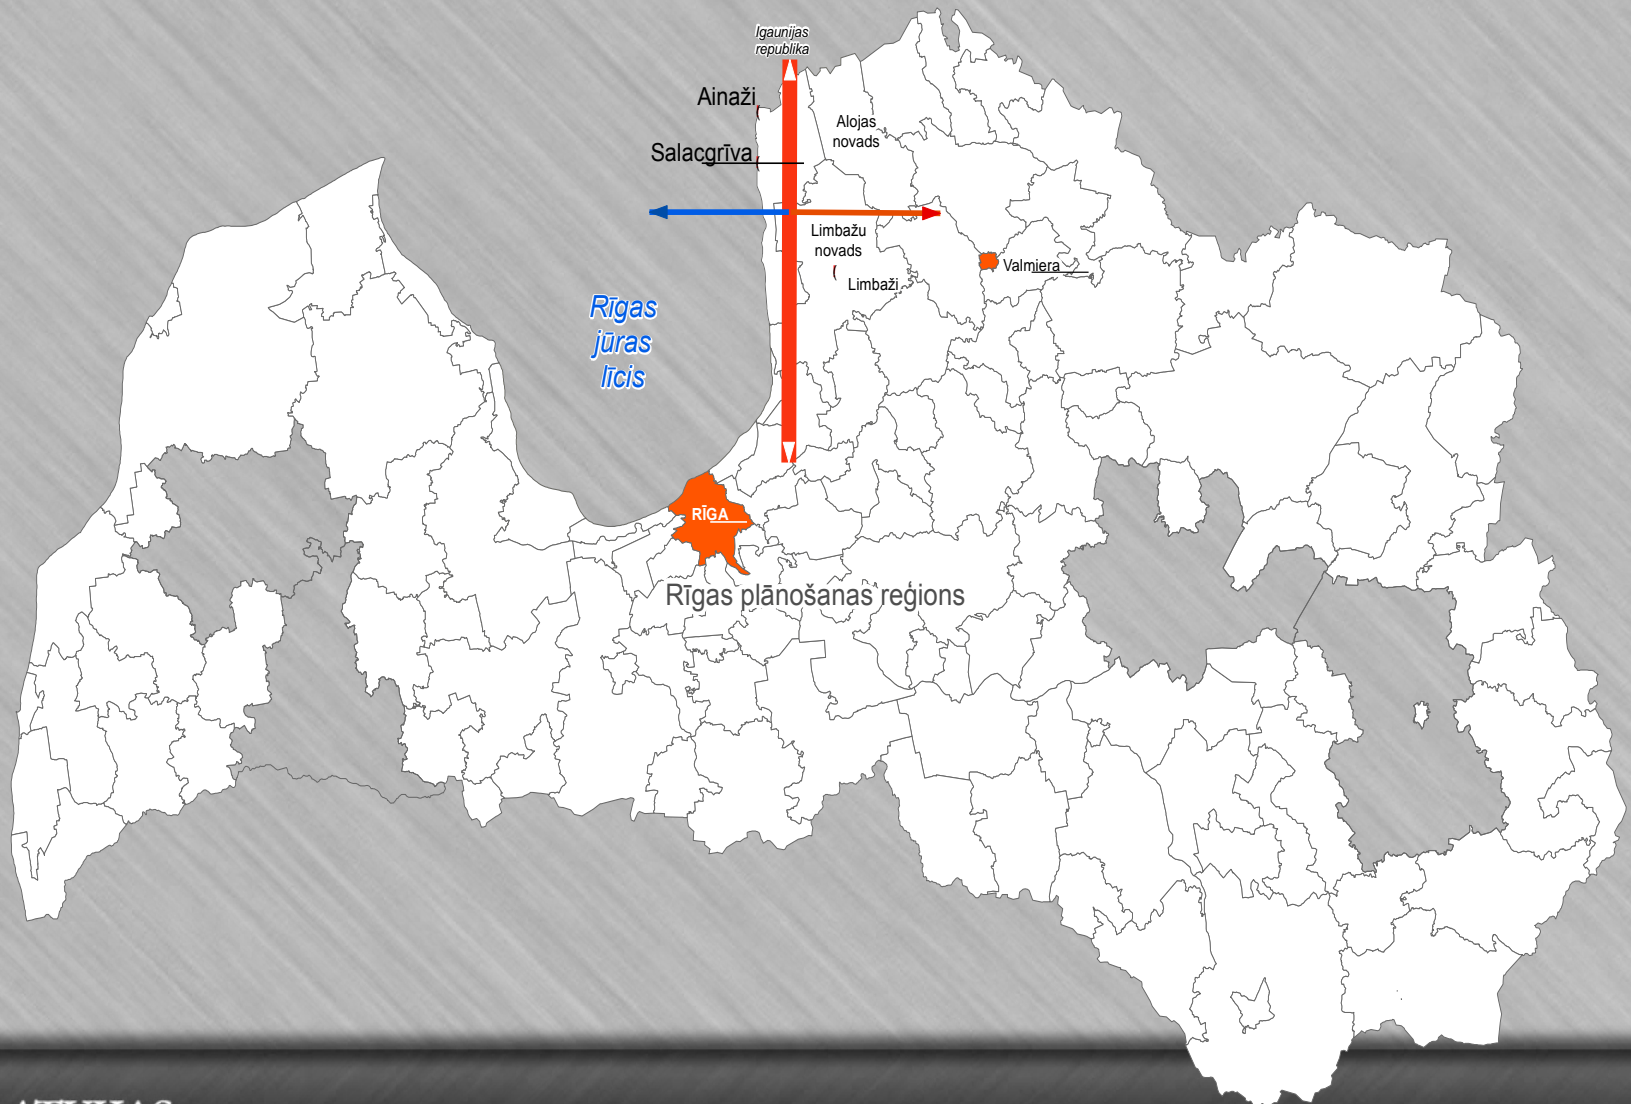 Igaunijas
republika
Ainaži
Alojas
novads
Salacgrīva
Limbažu
novads
Valmiera
Limbaži
Rīgas
jūras
līcis
RĪGA
Rīgas plānošanas reģions